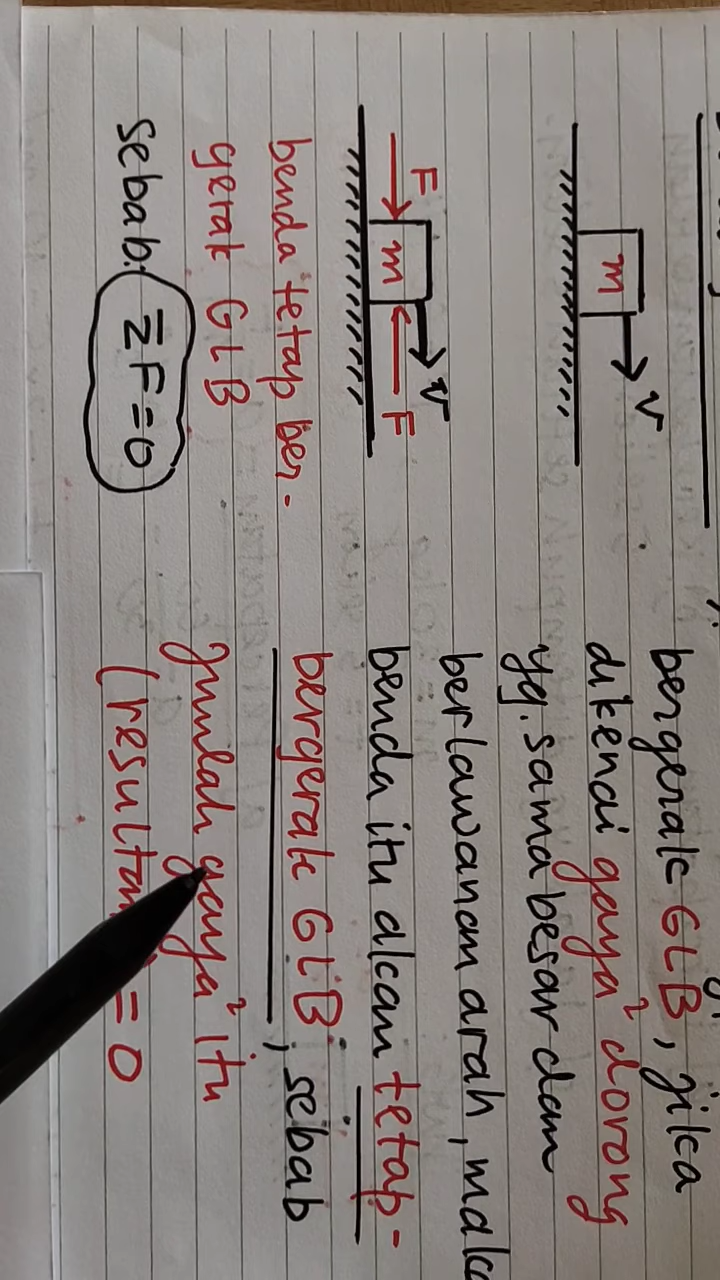 m
v
F
m
v
F
benda tetap ber-
gerak GLB
sebab: ΣF=0
bergerak GLB, jika
dikenai gaya² dorong
yg. sama besar dan
berlawanan arah, maka
benda itu akan tetap-
bergerak GLB, sebab
jumlah gaya² itu
= 0